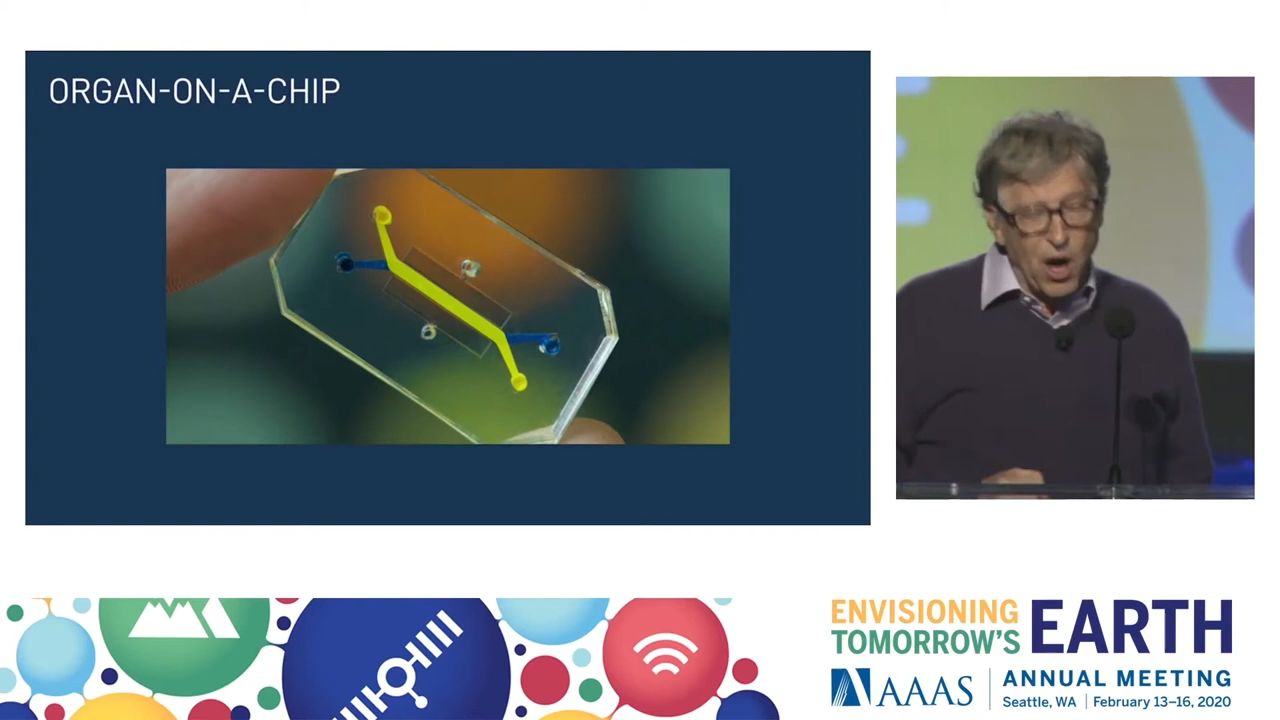 ORGAN-ON-A-CHIP
ENVISIONING
TOMORROW'S
EARTH
AAAS
ANNUAL MEETING
Seattle, WA | February 13–16, 2020